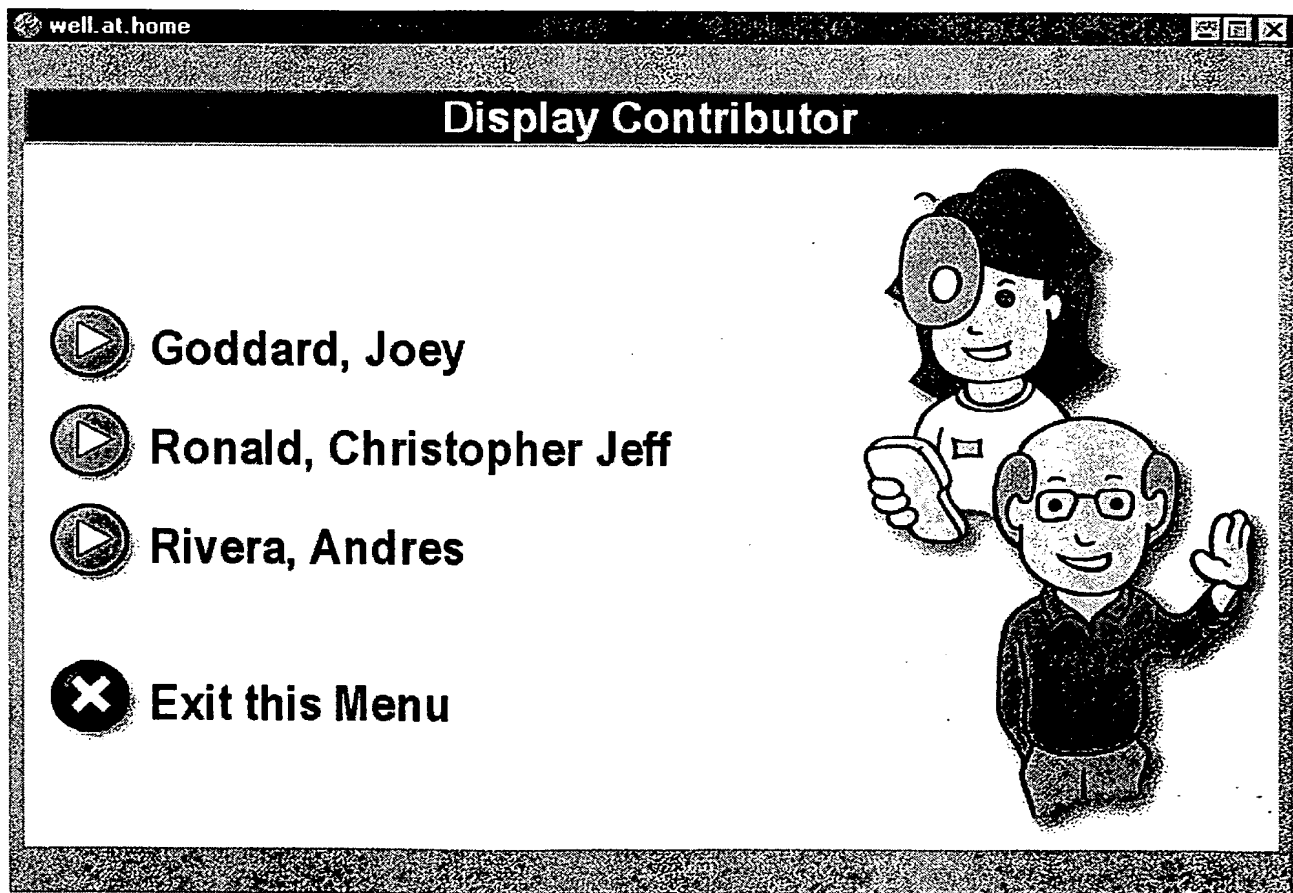 well.at.home
Display Contributor
Goddard, Joey
Ronald, Christopher Jeff
Rivera, Andres
Exit this Menu